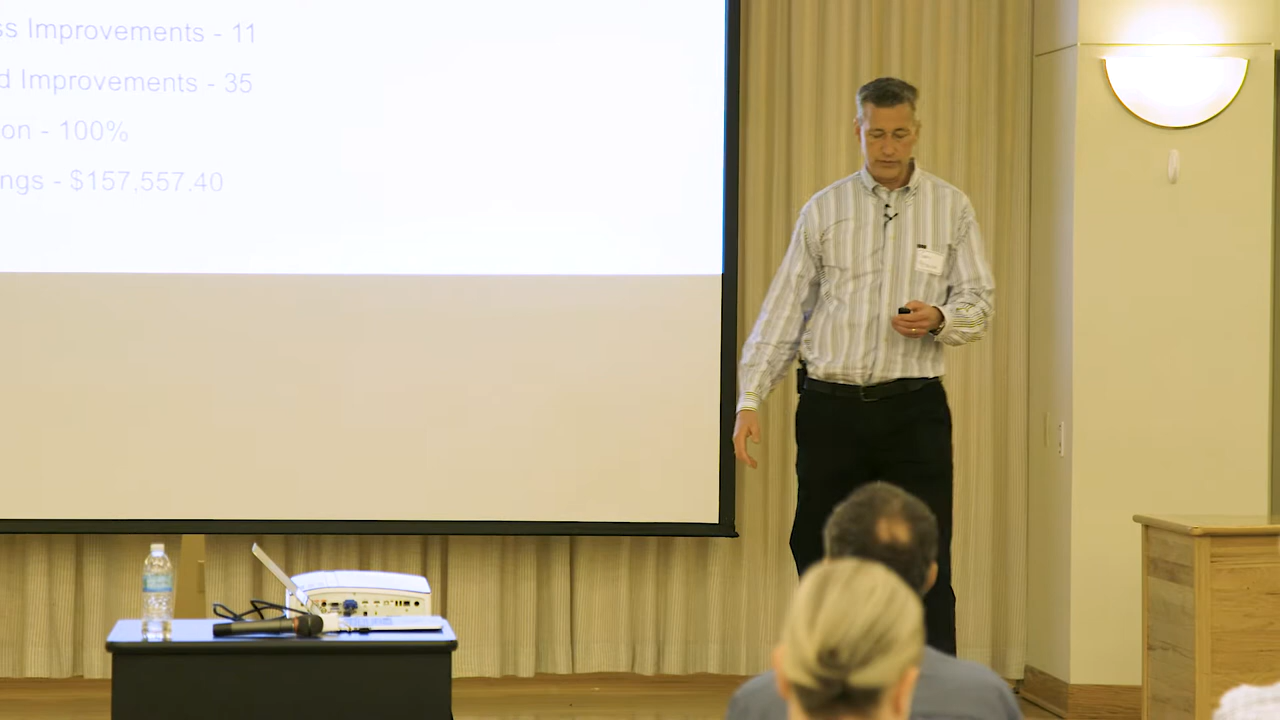 ss Improvements - 11
d Improvements - 35
on - 100%
ngs - $157,557.40